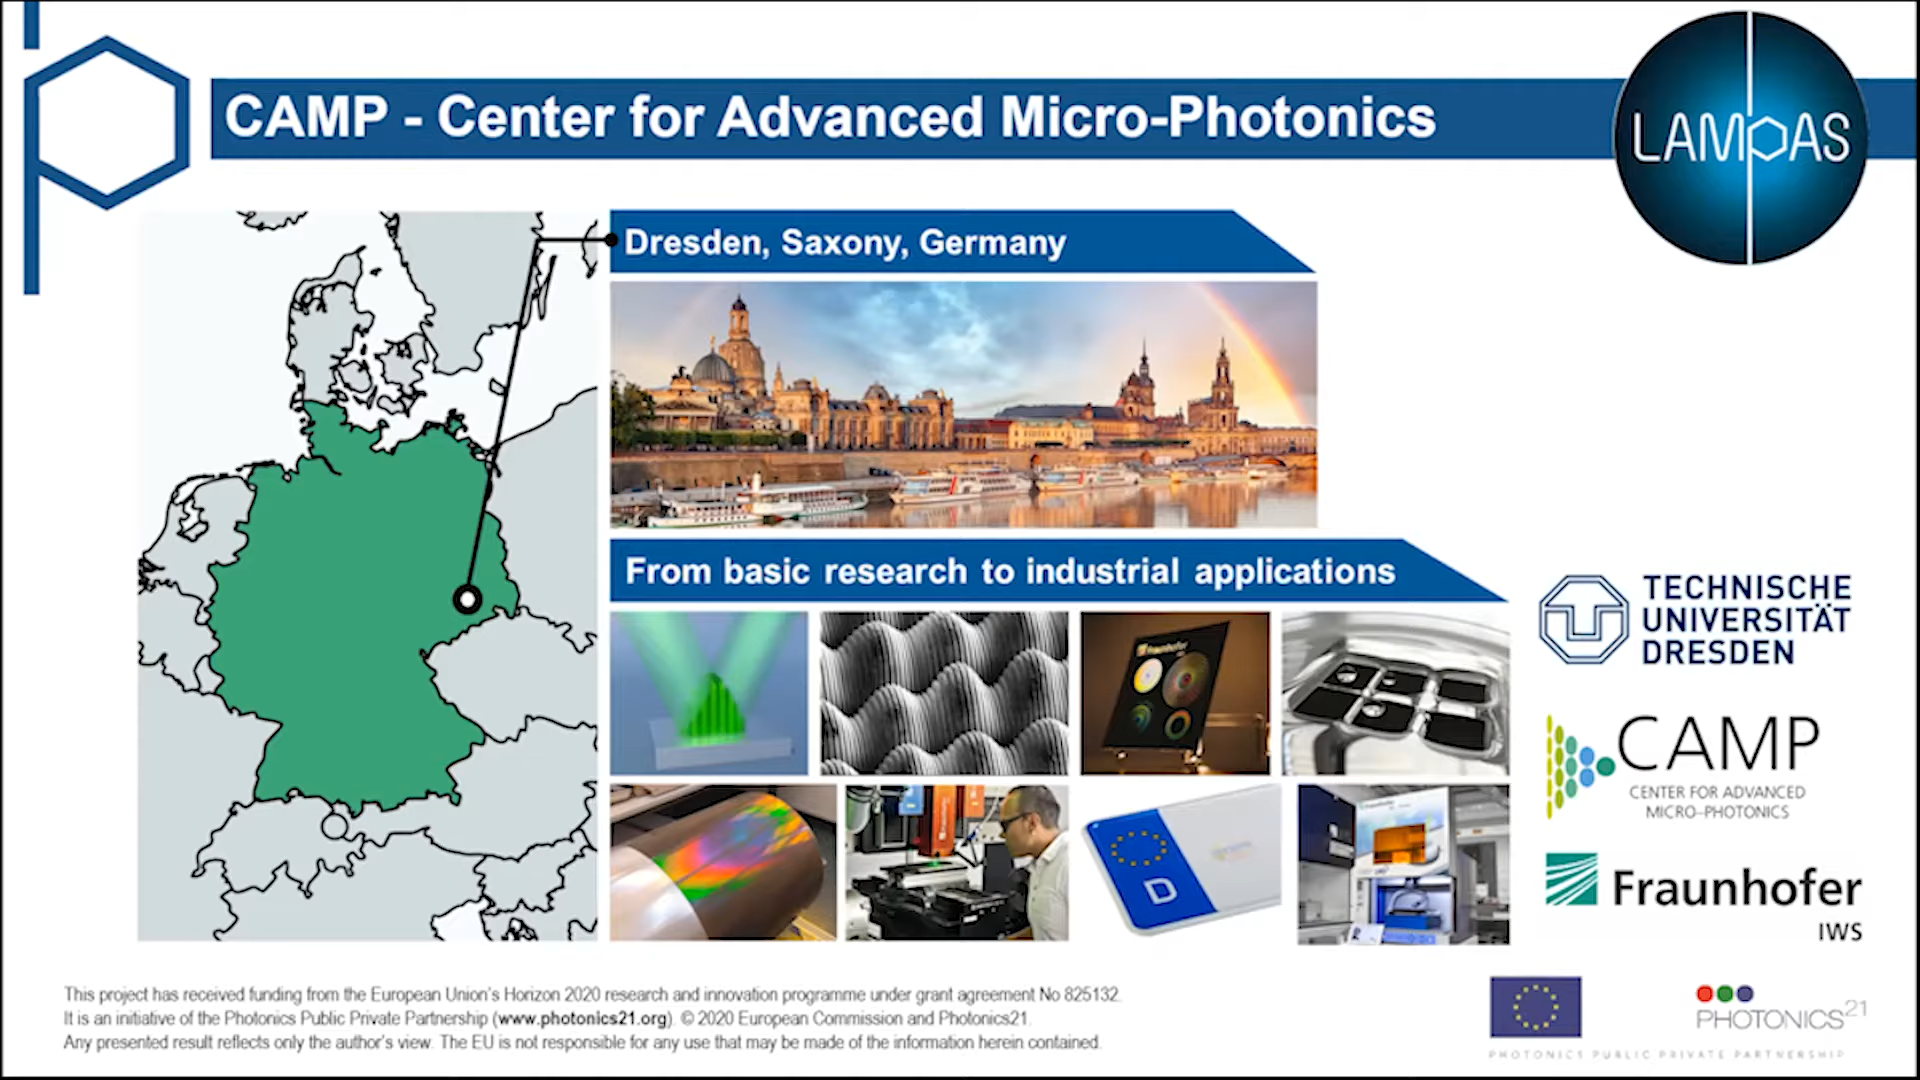 CAMP - Center for Advanced Micro-Photonics
LAMPAS
Dresden, Saxony, Germany
From basic research to industrial applications
Fraunhofer
D
TECHNISCHE
UNIVERSITÄT
DRESDEN
CAMP
CENTER FOR ADVANCED
MICRO-PHOTONICS
Fraunhofer
IWS
This project has received funding from the European Union's Horizon 2020 research and innovation programme under grant agreement No 825132.
It is an initiative of the Photonics Public Private Partnership (www.photonics21.org). © 2020 European Commission and Photonics21.
Any presented result reflects only the author's view. The EU is not responsible for any use that may be made of the information herein contained.
PHOTONICS21
PHOTONICS PUBLIC PRIVATE PARTNERSHIP